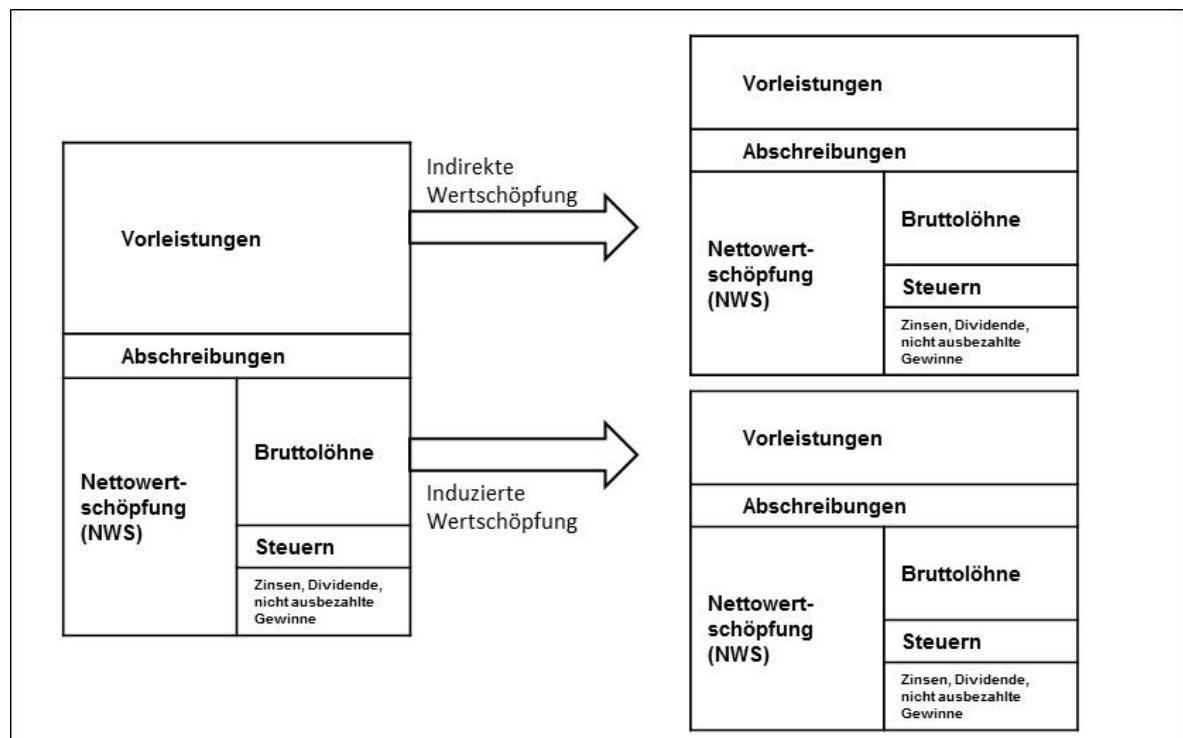 Vorleistungen
Abschreibungen
Nettowert-
schöpfung
(NWS)
Bruttolöhne
Steuern
Zinsen, Dividende,
nicht ausbezahlte
Gewinne
Indirekte
Wertschöpfung
Induzierte
Wertschöpfung
Vorleistungen
Abschreibungen
Nettowert-
schöpfung
(NWS)
Bruttolöhne
Steuern
Zinsen, Dividende,
nicht ausbezahlte
Gewinne
Vorleistungen
Abschreibungen
Nettowert-
schöpfung
(NWS)
Bruttolöhne
Steuern
Zinsen, Dividende,
nicht ausbezahlte
Gewinne